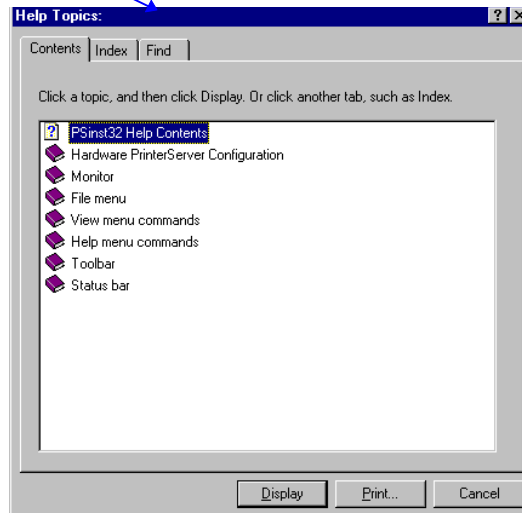 Help Topics:
Contents Index Find
Click a topic, and then click Display. Or click another tab, such as Index.
PSinst32 Help Contents
Hardware PrinterServer Configuration
Monitor
File menu
View menu commands
Help menu commands
Toolbar
Status bar
Display Print... Cancel